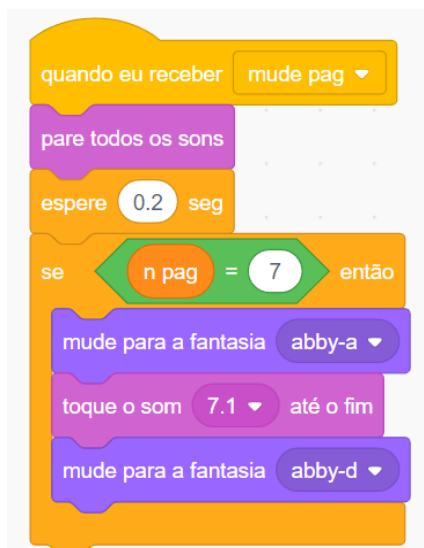 quando eu receber mude pag
pare todos os sons
espere 0.2 seg
se n pag = 7 então
mude para a fantasia abby-a
toque o som 7.1 até o fim
mude para a fantasia abby-d